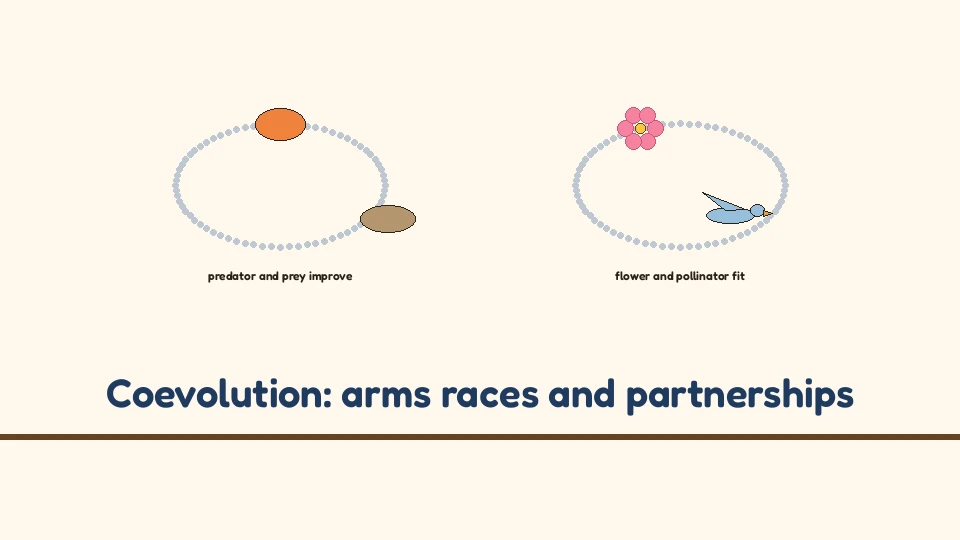 predator and prey improve
flower and pollinator fit
Coevolution: arms races and partnerships